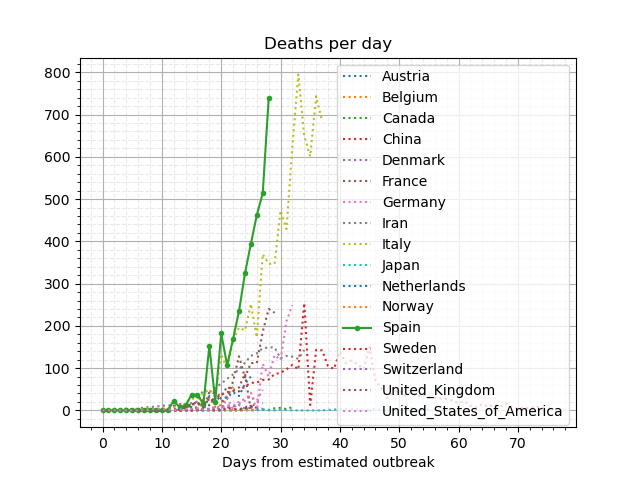 Deaths per day
800
700
600
500
400
300
200
100
0
0
10
20
30
40
50
60
70
Days from estimated outbreak
Austria
Belgium
Canada
China
Denmark
France
Germany
Iran
Italy
Japan
Netherlands
Norway
Spain
Sweden
Switzerland
United_Kingdom
United_States_of_America